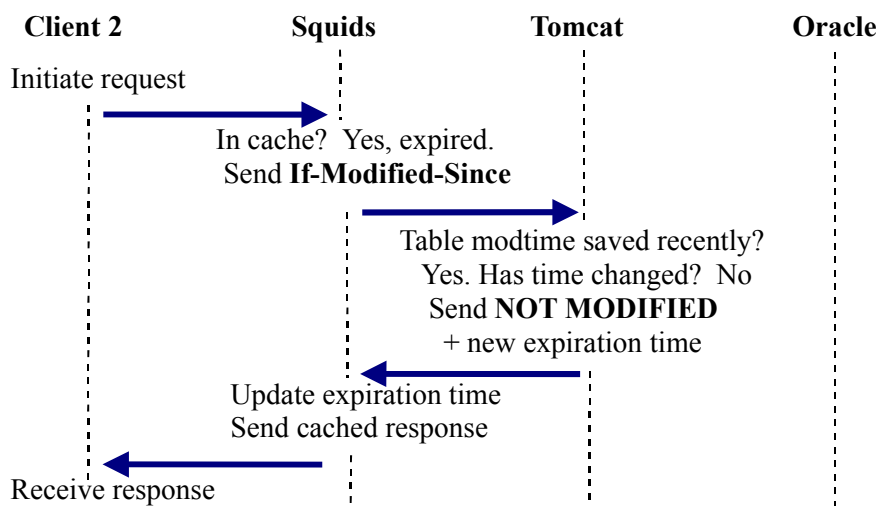 Client 2 Squids Tomcat Oracle
Initiate request
In cache? Yes, expired.
Send If-Modified-Since
Table modtime saved recently?
Yes. Has time changed? No
Send NOT MODIFIED
+ new expiration time
Update expiration time
Send cached response
Receive response